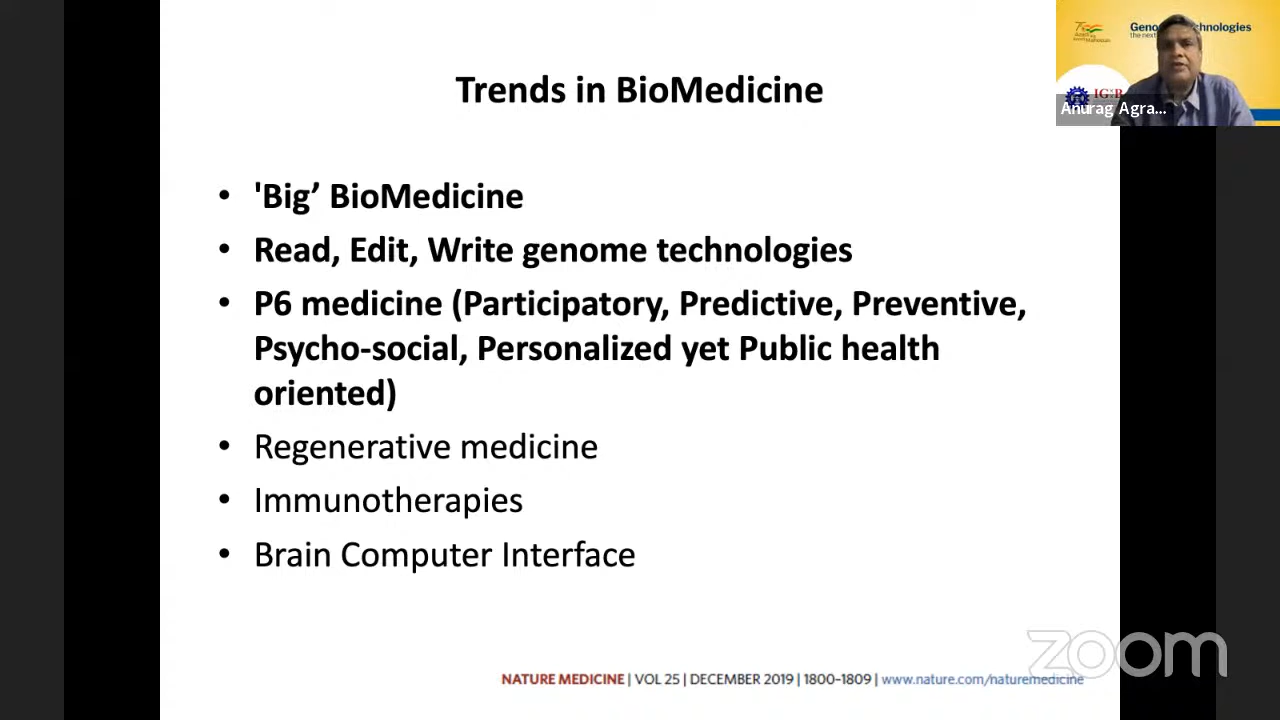 Trends in BioMedicine
'Big’ BioMedicine
Read, Edit, Write genome technologies
P6 medicine (Participatory, Predictive, Preventive,
Psycho-social, Personalized yet Public health
oriented)
Regenerative medicine
Immunotherapies
Brain Computer Interface
NATURE MEDICINE | VOL 25 | DECEMBER 2019 | 1800-1809 | www.nature.com/naturemedicine
zoom
Anurag Agra...